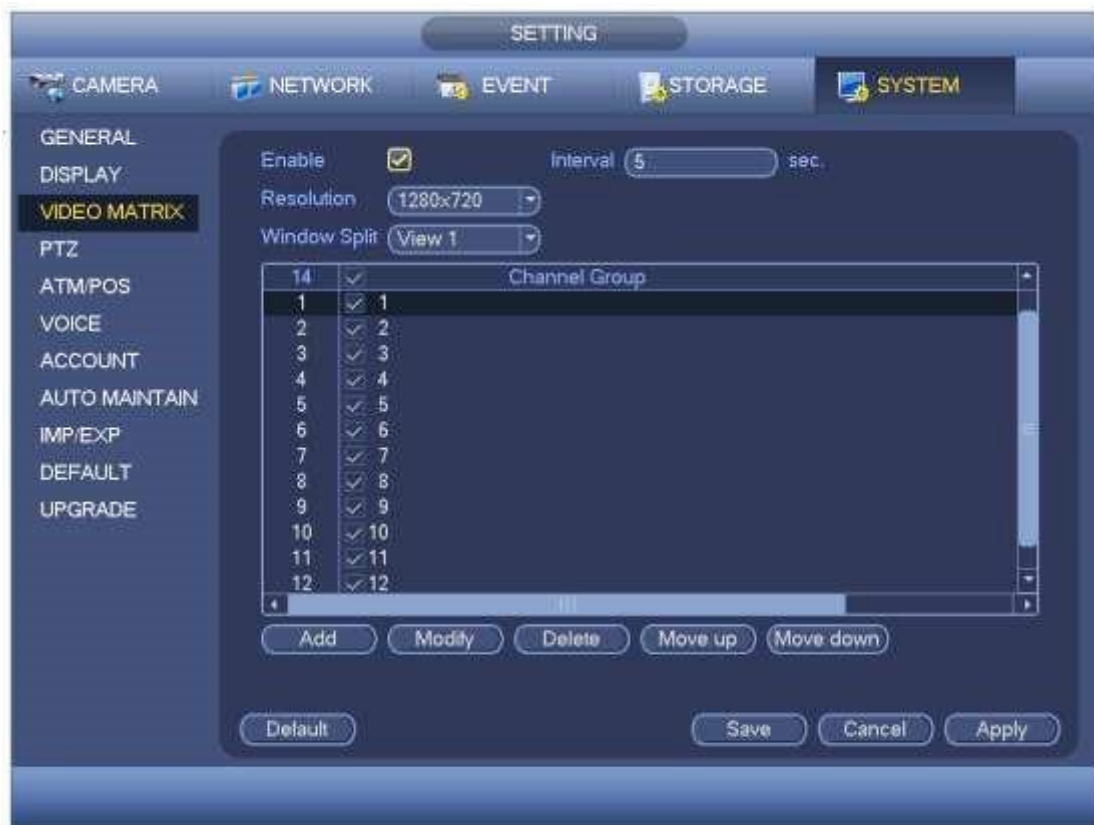 SETTING
CAMERA NETWORK EVENT STORAGE SYSTEM
GENERAL
DISPLAY
VIDEO MATRIX
PTZ
ATM/POS
VOICE
ACCOUNT
AUTO MAINTAIN
IMP/EXP
DEFAULT
UPGRADE
Enable Interval 5 sec.
Resolution 1280x720
Window Split View 1
14 Channel Group
1 1
2 2
3 3
4 4
5 5
6 6
7 7
8 8
9 9
10 10
11 11
12 12
Add Modify Delete Move up Move down
Default Save Cancel Apply